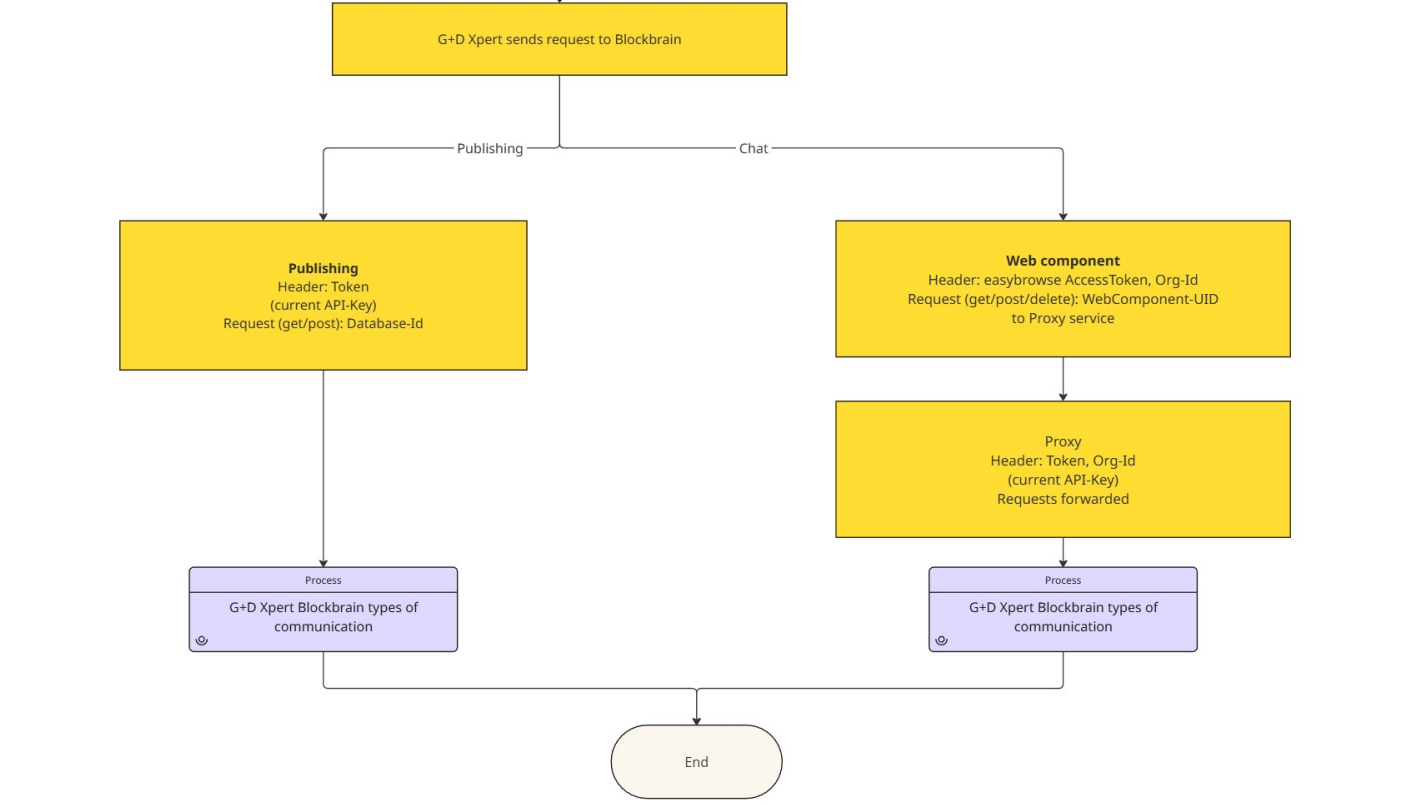 G+D Xpert sends request to Blockbrain
Publishing
Chat
Publishing
Header: Token
(current API-Key)
Request (get/post): Database-Id
Web component
Header: easybrowse AccessToken, Org-Id
Request (get/post/delete): WebComponent-UID
to Proxy service
Proxy
Header: Token, Org-Id
(current API-Key)
Requests forwarded
Process
G+D Xpert Blockbrain types of
communication
Process
G+D Xpert Blockbrain types of
communication
End